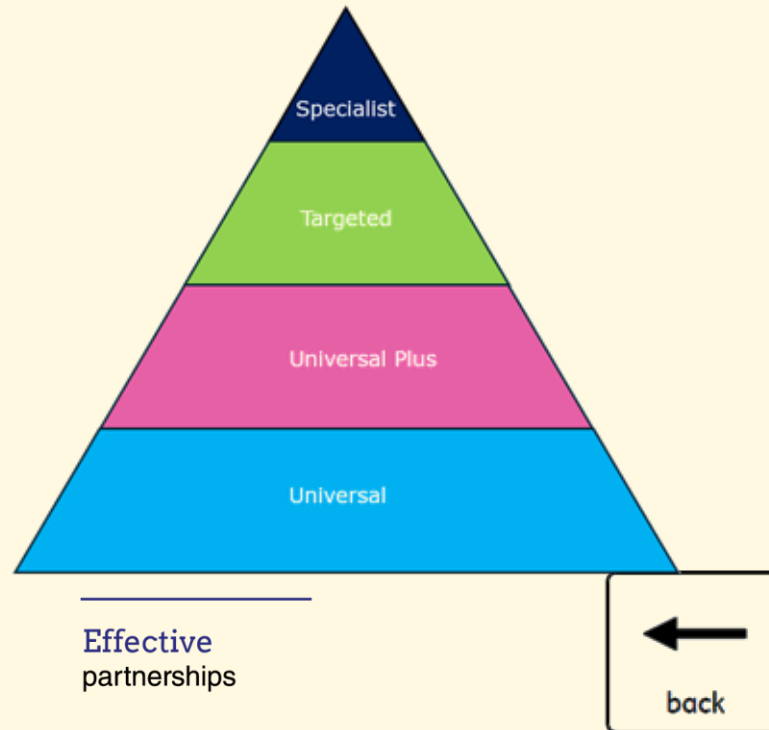 Specialist
Targeted
Universal Plus
Universal
Effective
partnerships
back